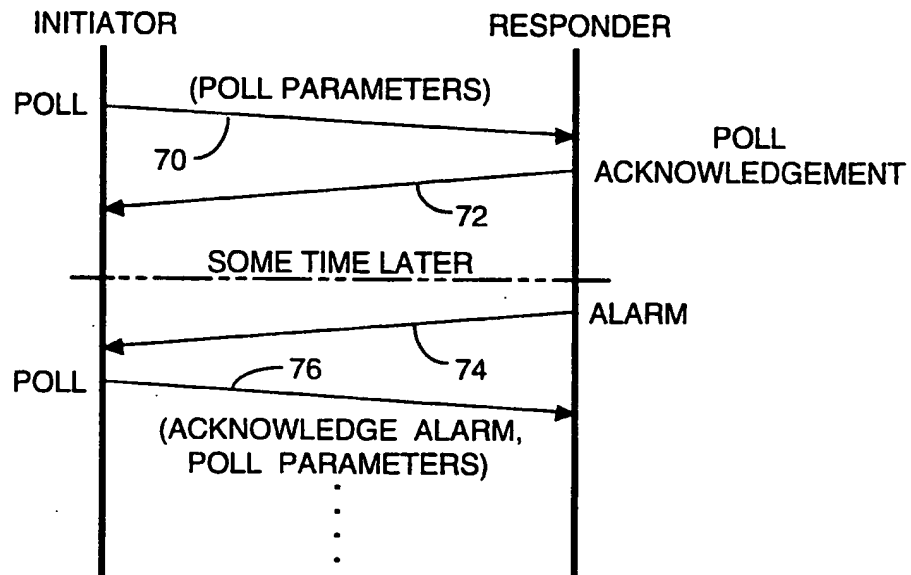 INITIATOR
RESPONDER
POLL
(POLL PARAMETERS)
70
POLL
ACKNOWLEDGEMENT
72
SOME TIME LATER
ALARM
74
76
POLL
(ACKNOWLEDGE ALARM,
POLL PARAMETERS)